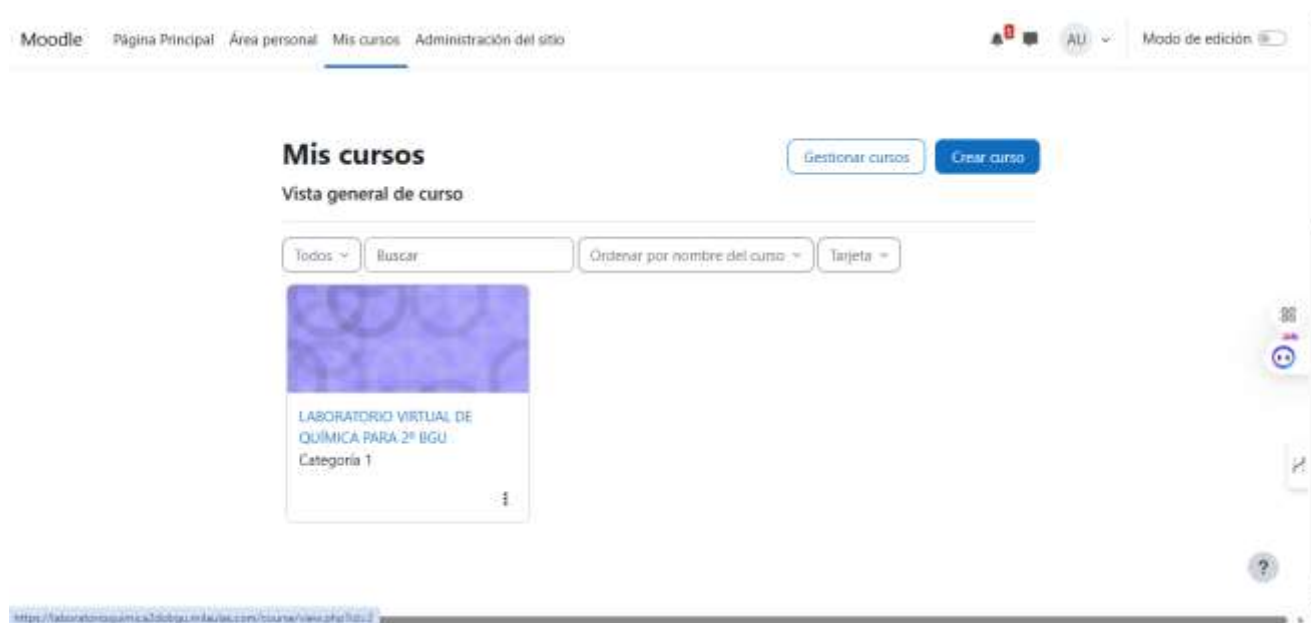 Moodle Página Principal Área personal Mis cursos Administración del sitio AU Modo de edición
Mis cursos
Gestionar cursos Crear curso
Vista general de curso
Todos Buscar Ordenar por nombre del curso Tarjeta
LABORATORIO VIRTUAL DE
QUÍMICA PARA 2º BGU
Categoría 1
?